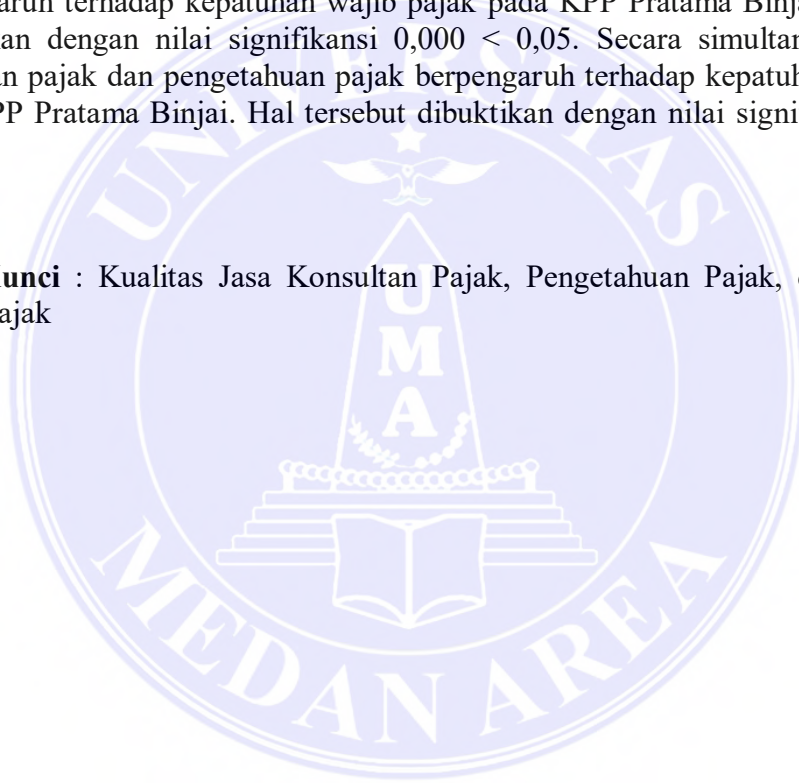 aruh terhadap kepatuhan wajib pajak pada KPP Pratama Binja
an dengan nilai signifikansi 0,000 < 0,05. Secara simultan
n pajak dan pengetahuan pajak berpengaruh terhadap kepatuh
PP Pratama Binjai. Hal tersebut dibuktikan dengan nilai signi
unci : Kualitas Jasa Konsultan Pajak, Pengetahuan Pajak,
ajak
UNIVERSITAS
UMA
MEDAN AREA